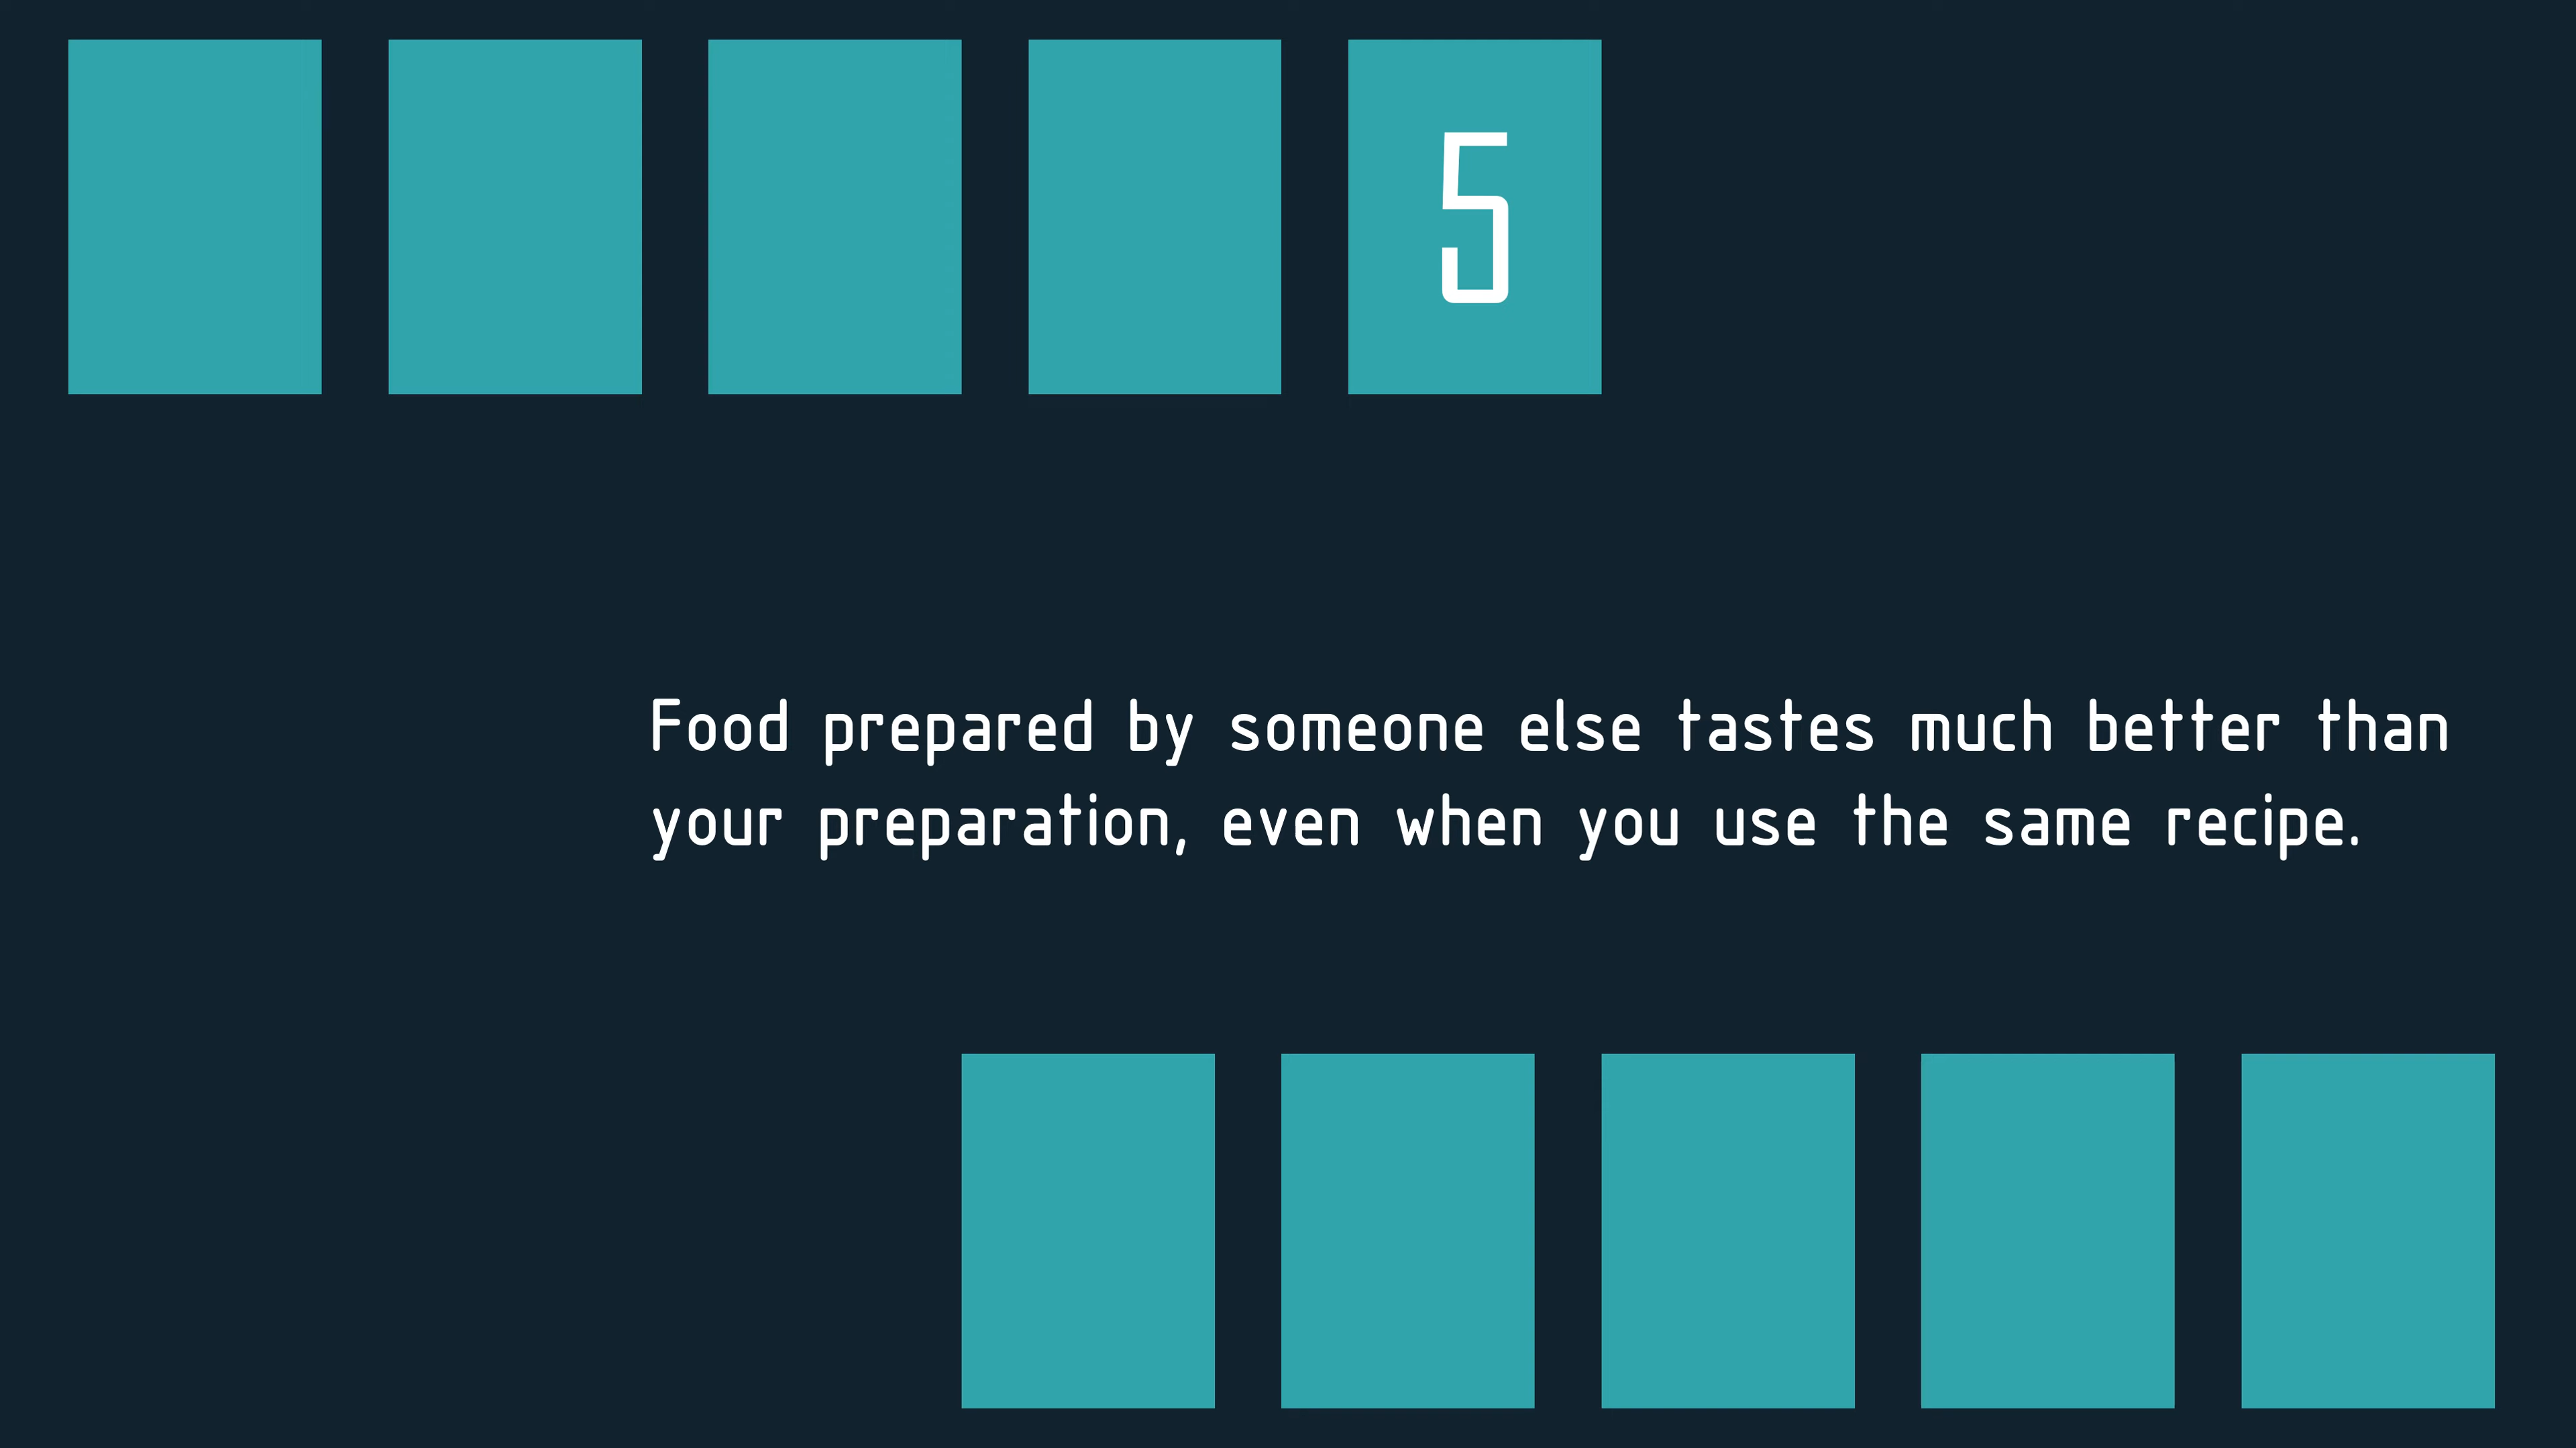 5
Food prepared by someone else tastes much better than
your preparation, even when you use the same recipe.